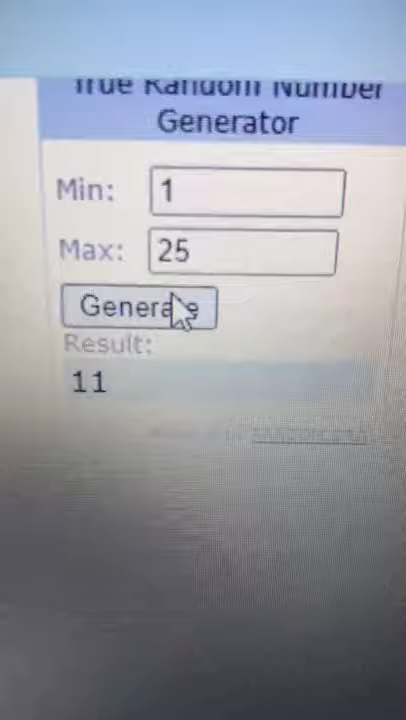 True Random Number
Generator
Min: 1
Max: 25
Generate
Result:
11